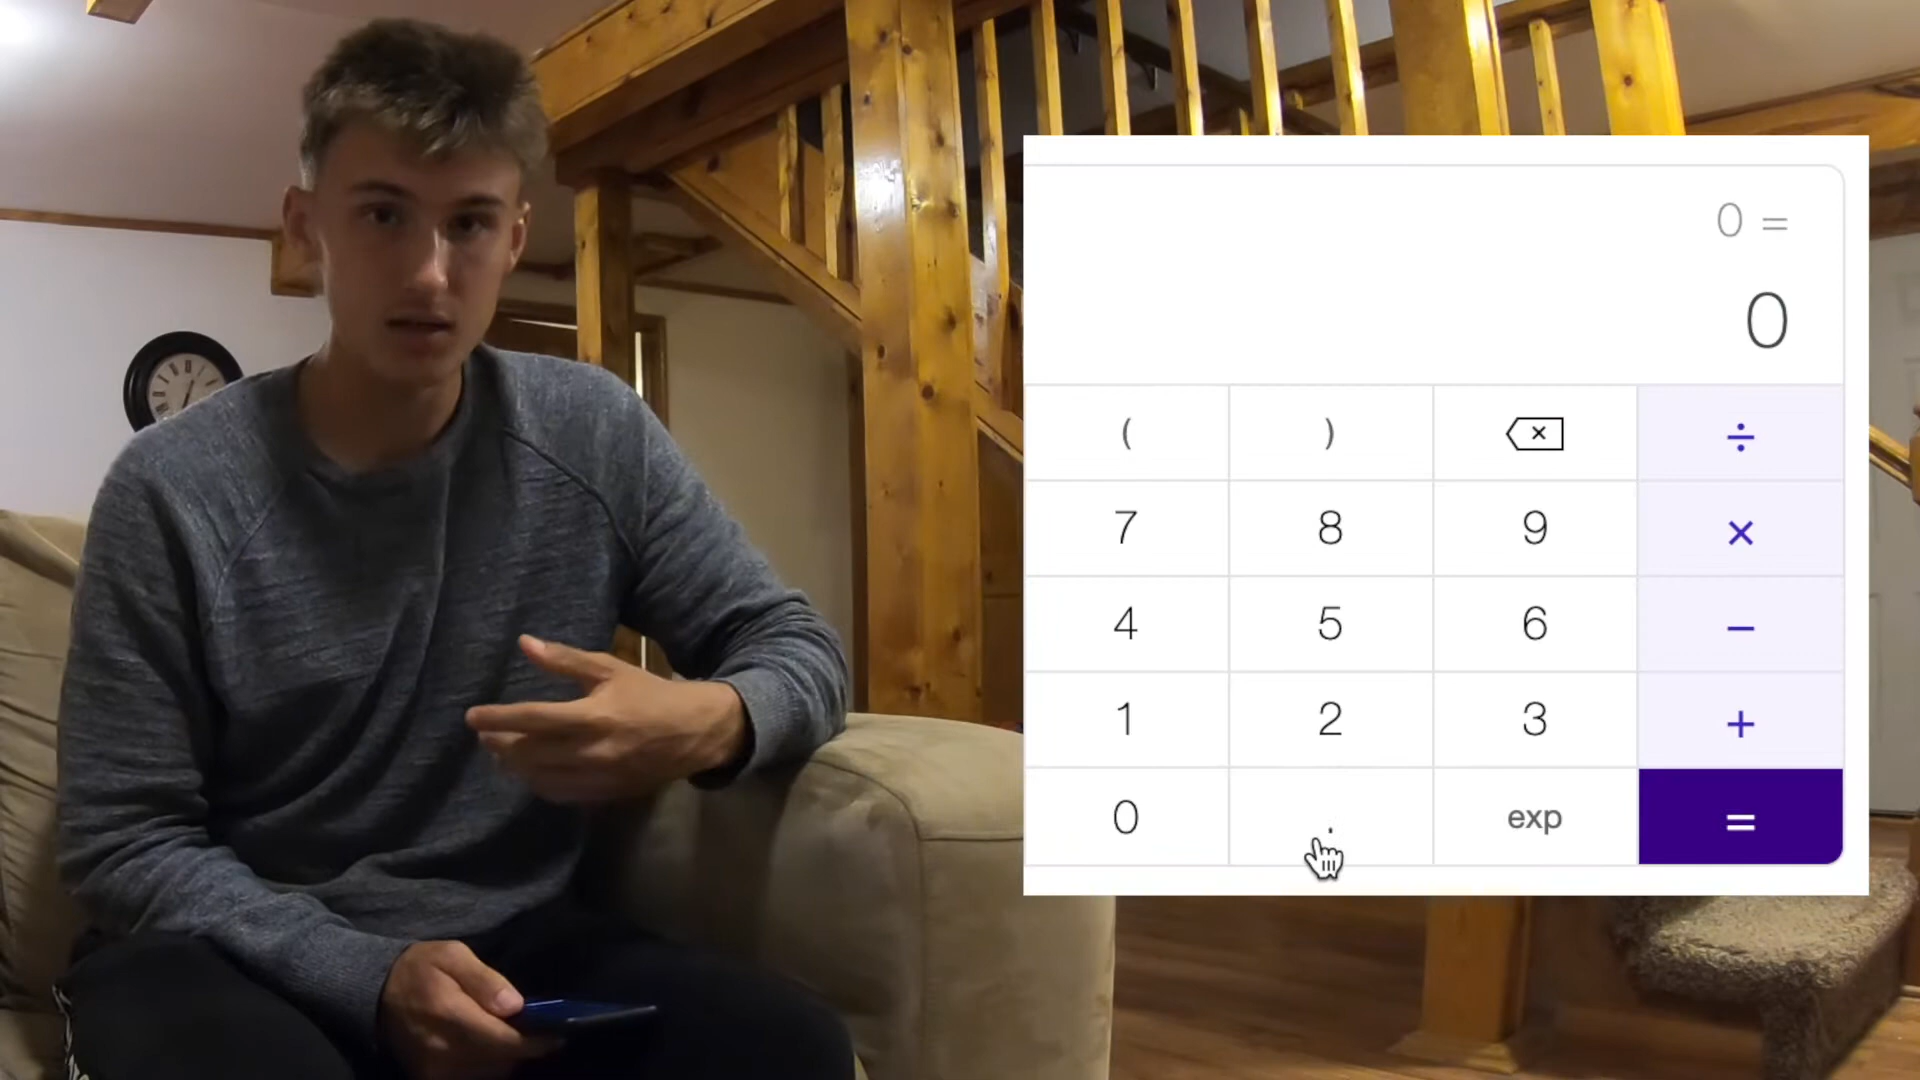 0 =
0
( ) ÷
7 8 9 ×
4 5 6 −
1 2 3 +
0 . exp =